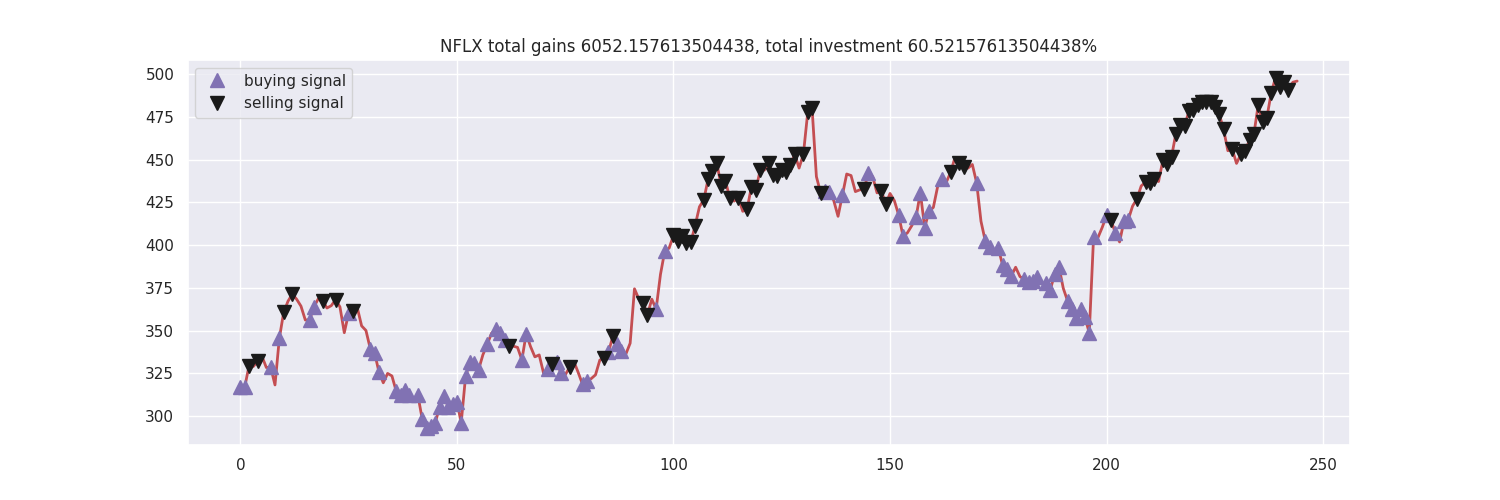 NFLX total gains 6052.157613504438, total investment 60.52157613504438%
buying signal
selling signal
500
475
450
425
400
375
350
325
300
0 50 100 150 200 250